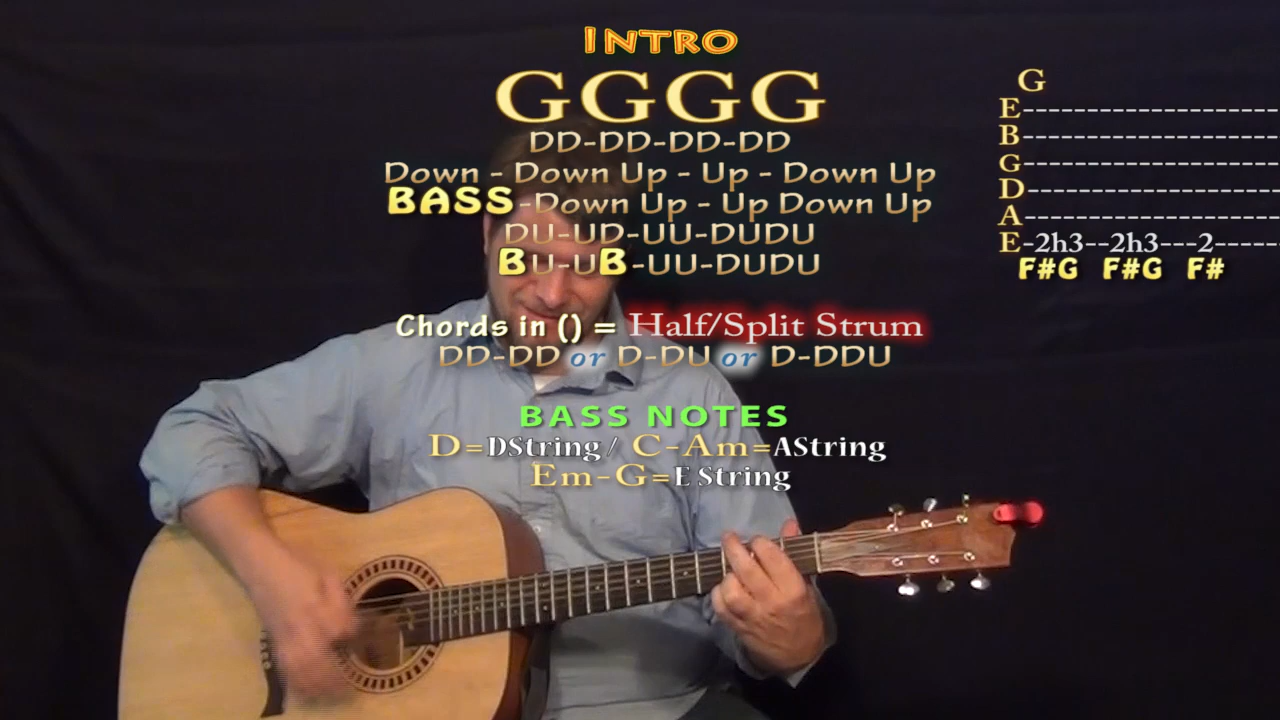 Intro
GGGG
DD-DD-DD-DD
Down - Down Up - Up - Down Up
BASS-Down Up - Up Down Up
DU-UD-UU-DUDU
BU-UB-UU-DUDU
Chords in () = Half/Split Strum
DD-DD or D-DU or D-DDU
BASS NOTES
D=DString / C-Am=AString
Em-G=E String
G
E-----------------------
B-----------------------
G-----------------------
D-----------------------
A-----------------------
E-2h3--2h3---2-----
F#G F#G F#